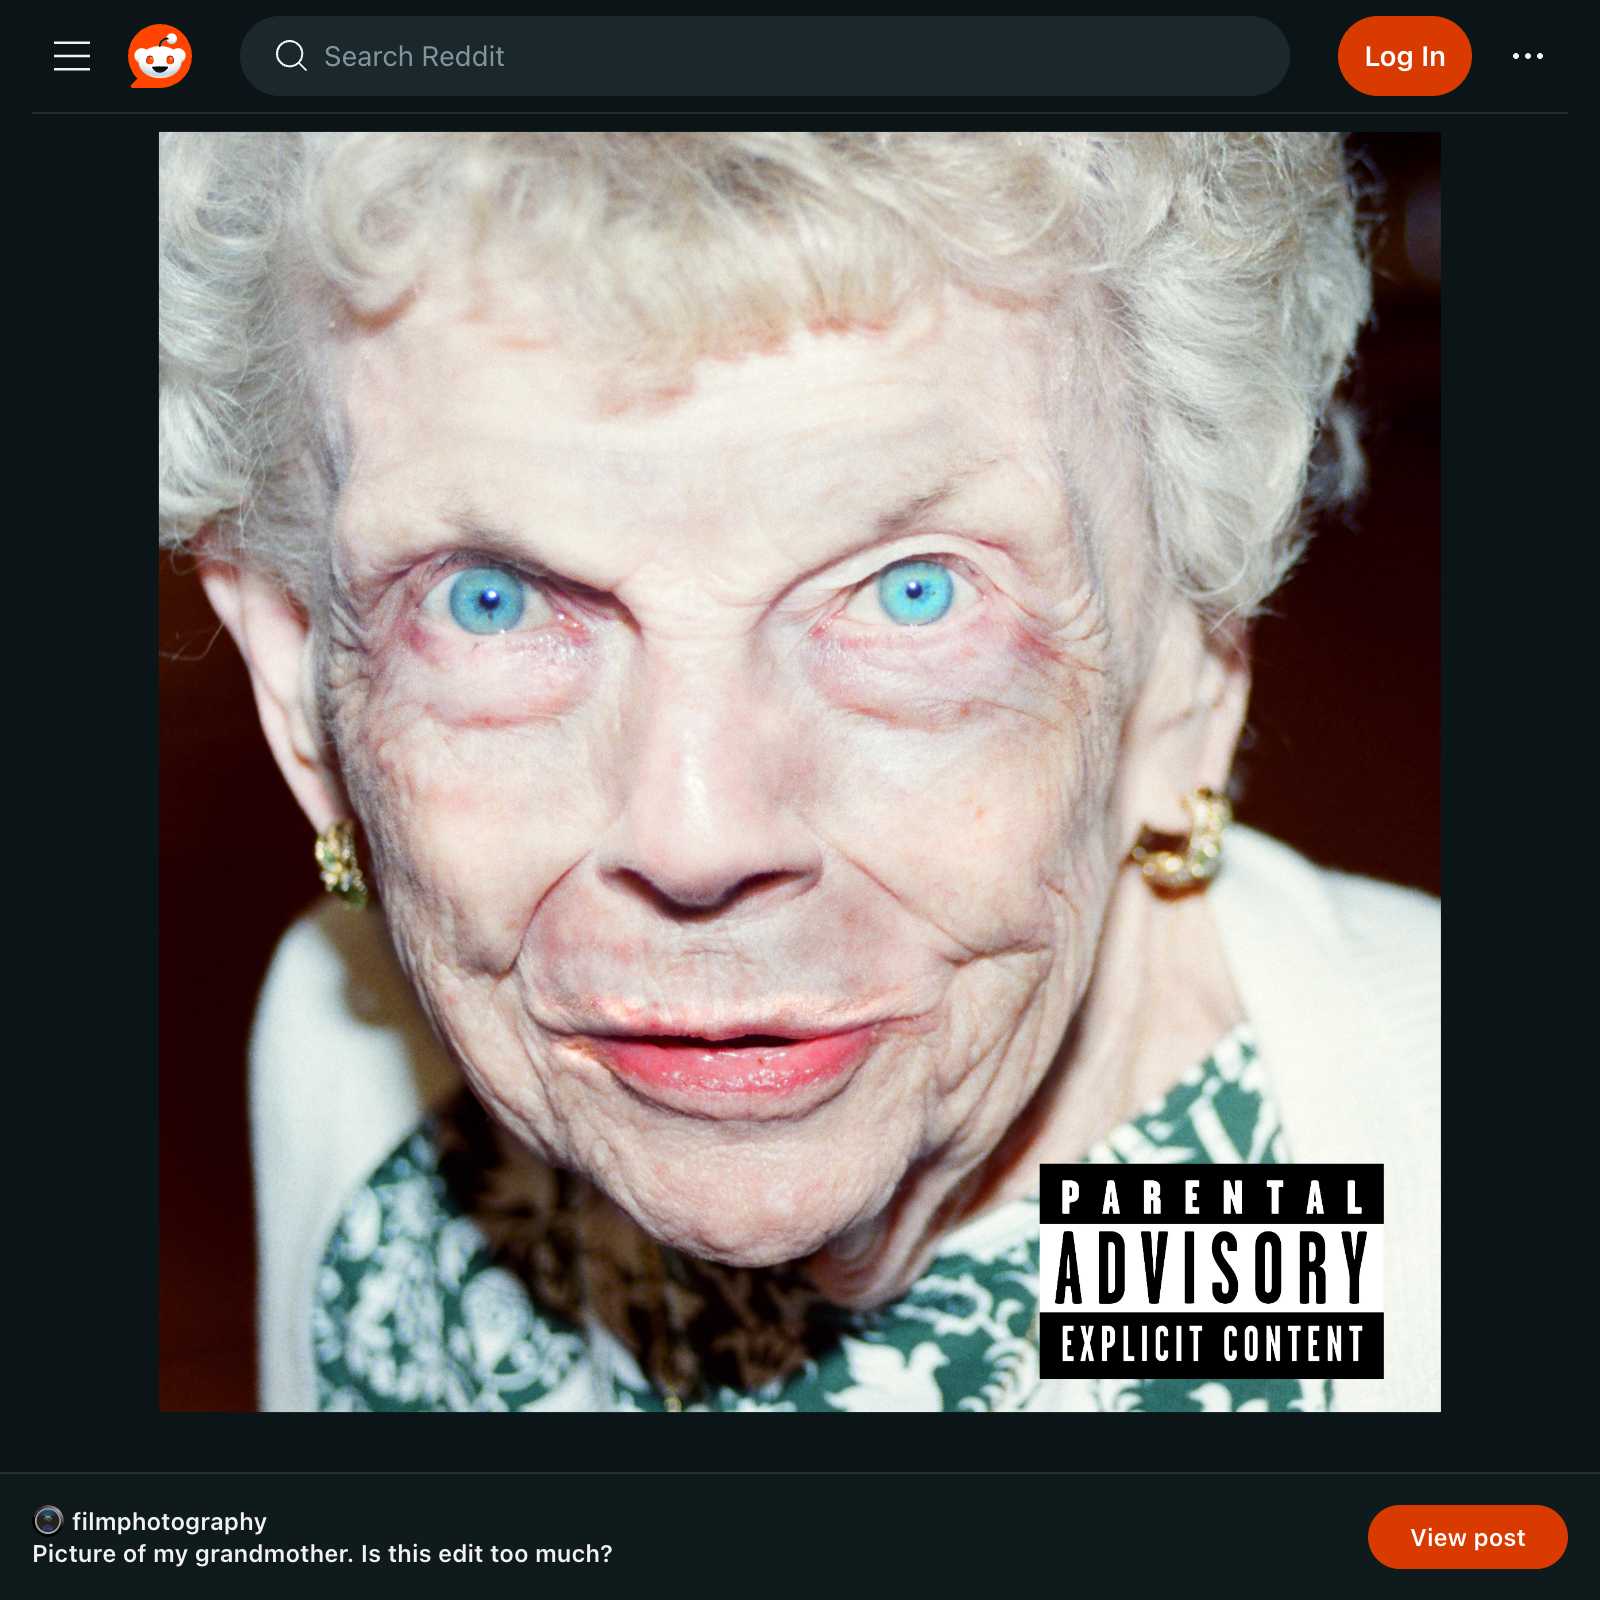 Search Reddit
Log In
PARENTAL
ADVISORY
EXPLICIT CONTENT
filmphotography
Picture of my grandmother. Is this edit too much?
View post